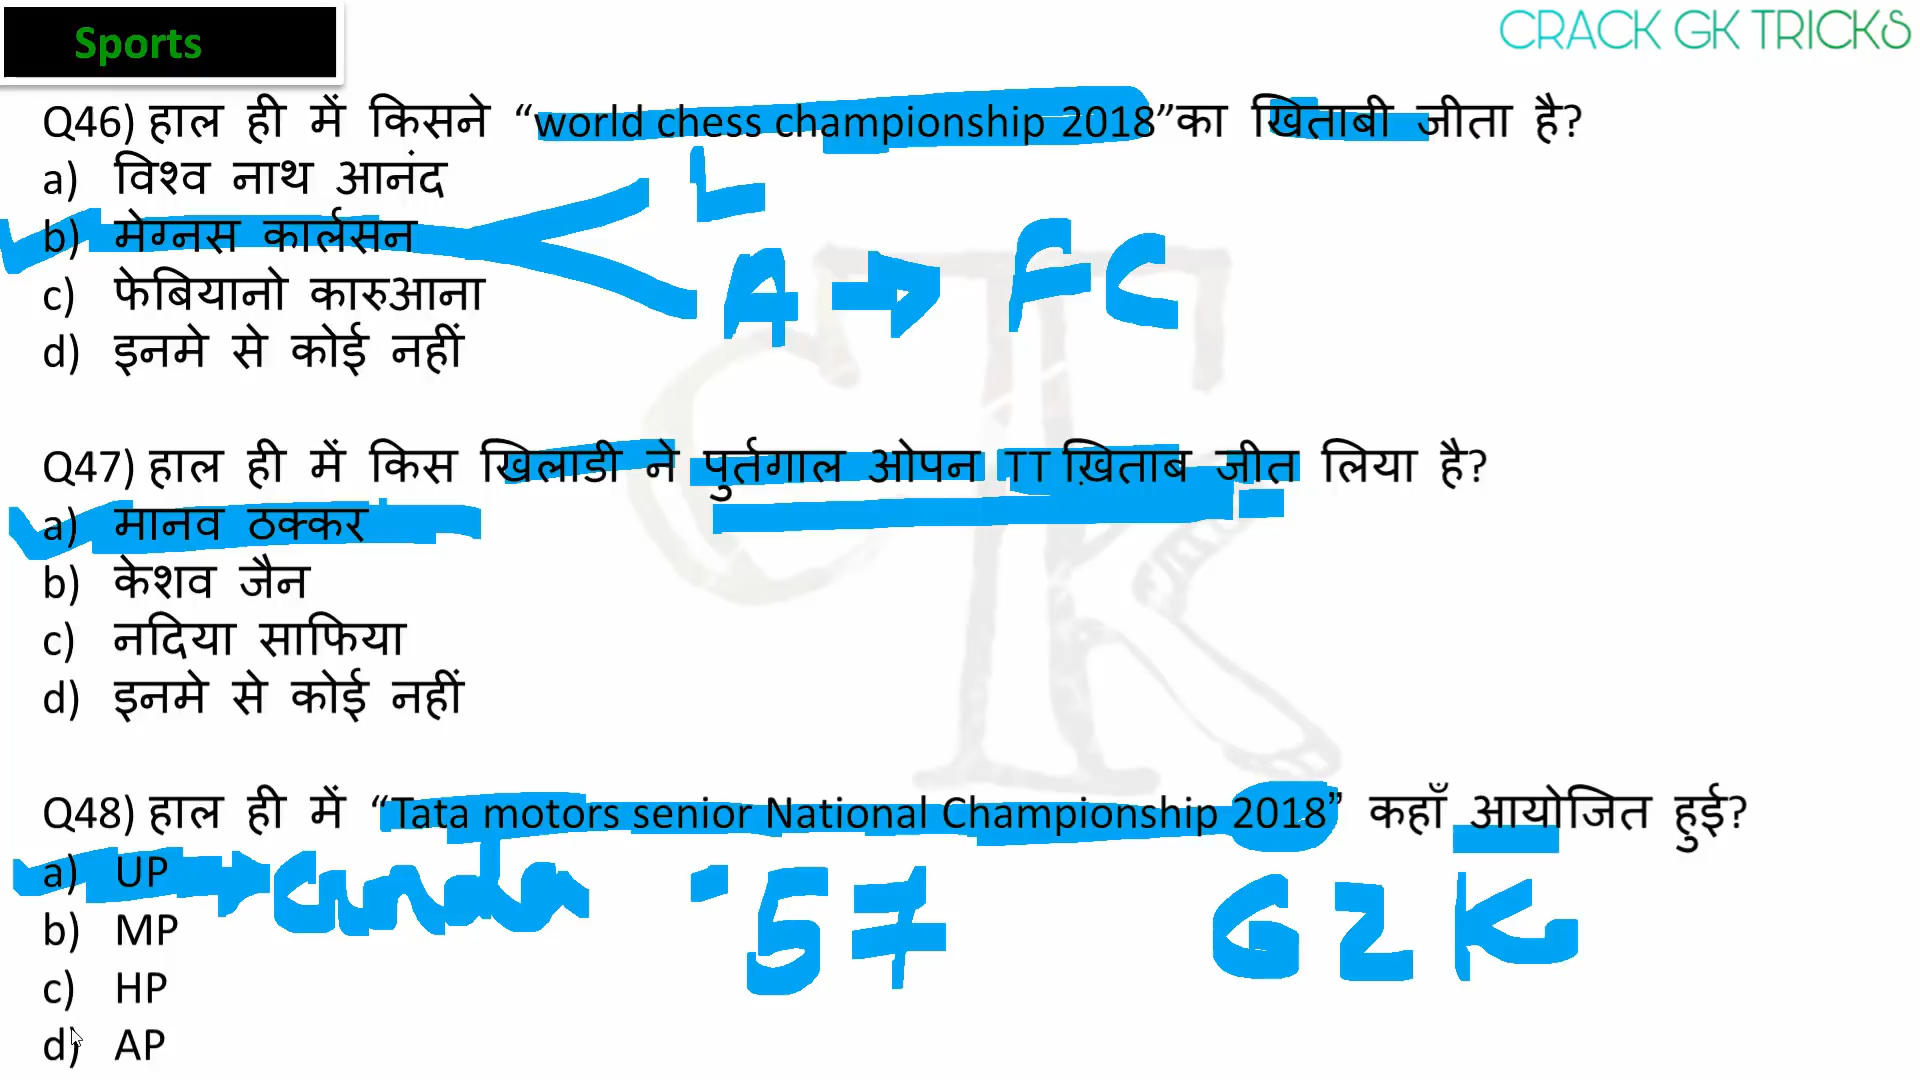 Sports
CRACK GK TRICKS
Q46) हाल ही में किसने “world chess championship 2018”का खिताबी जीता है?
a) विश्व नाथ आनंद
L
b) मेग्नस कार्लसन
A → FC
c) फेबियानो कारुआना
d) इनमे से कोई नहीं
Q47) हाल ही में किस खिलाडी ने पुर्तगाल ओपन TT ख़िताब जीत लिया है?
a) मानव ठक्कर
b) केशव जैन
c) नदिया साफिया
d) इनमे से कोई नहीं
Q48) हाल ही में “Tata motors senior National Championship 2018” कहाँ आयोजित हुई?
a) UP
57
b) MP
c) HP
d) AP